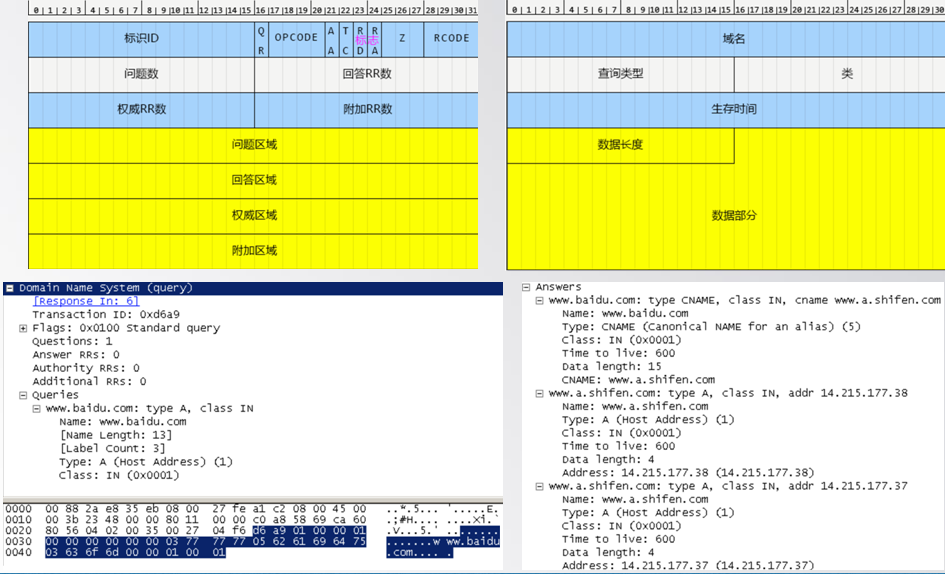 0|1|2|3|4|5|6|7|8|9|10|11|12|13|14|15|16|17|18|19|20|21|22|23|24|25|26|27|28|29|30|31
标识ID QR OPCODE AA TC RD RA 标志 Z RCODE
问题数 回答RR数
权威RR数 附加RR数
问题区域
回答区域
权威区域
附加区域
0|1|2|3|4|5|6|7|8|9|10|11|12|13|14|15|16|17|18|19|20|21|22|23|24|25|26|27|28|29|30
域名
查询类型 类
生存时间
数据长度
数据部分
Domain Name System (query)
[Response In: 6]
Transaction ID: 0xd6a9
Flags: 0x0100 Standard query
Questions: 1
Answer RRs: 0
Authority RRs: 0
Additional RRs: 0
Queries
www.baidu.com: type A, class IN
Name: www.baidu.com
[Name Length: 13]
[Label Count: 3]
Type: A (Host Address) (1)
Class: IN (0x0001)
0000 00 88 2a e8 35 eb 08 00 27 fe a1 c2 08 00 45 00
0010 00 3b 23 48 00 00 80 11 00 00 c0 a8 58 69 ca 60
0020 80 56 04 02 00 35 00 27 04 f6 d6 a9 01 00 00 01
0030 00 00 00 00 00 00 03 77 77 77 05 62 61 69 64 75
0040 03 63 6f 6d 00 00 01 00 01
Answers
www.baidu.com: type CNAME, class IN, cname www.a.shifen.com
Name: www.baidu.com
Type: CNAME (Canonical NAME for an alias) (5)
Class: IN (0x0001)
Time to live: 600
Data length: 15
CNAME: www.a.shifen.com
www.a.shifen.com: type A, class IN, addr 14.215.177.38
Name: www.a.shifen.com
Type: A (Host Address) (1)
Class: IN (0x0001)
Time to live: 600
Data length: 4
Address: 14.215.177.38 (14.215.177.38)
www.a.shifen.com: type A, class IN, addr 14.215.177.37
Name: www.a.shifen.com
Type: A (Host Address) (1)
Class: IN (0x0001)
Time to live: 600
Data length: 4
Address: 14.215.177.37 (14.215.177.37)